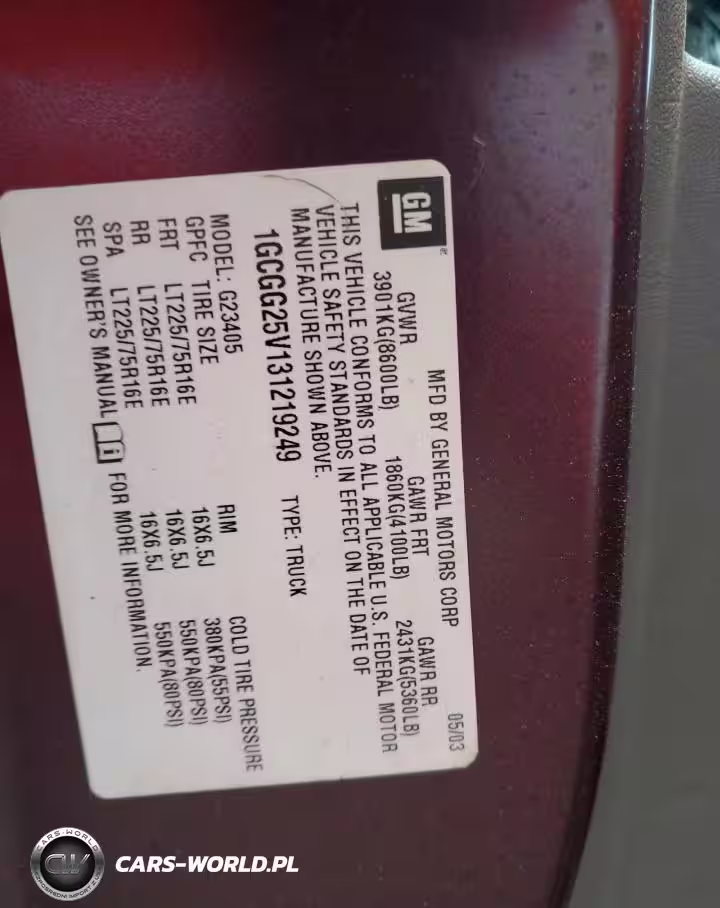 GM
MFD BY GENERAL MOTORS CORP 05/03
GVWR GAWR FRT GAWR RR
3901KG(8600LB) 1860KG(4100LB) 2431KG(5360LB)
THIS VEHICLE CONFORMS TO ALL APPLICABLE U.S. FEDERAL MOTOR
VEHICLE SAFETY STANDARDS IN EFFECT ON THE DATE OF
MANUFACTURE SHOWN ABOVE.
1GCGG25V131219249 TYPE: TRUCK
MODEL: G23405
GPFC TIRE SIZE RIM COLD TIRE PRESSURE
FRT LT225/75R16E 16X6.5J 380KPA(55PSI)
RR LT225/75R16E 16X6.5J 550KPA(80PSI)
SPA LT225/75R16E 16X6.5J 550KPA(80PSI)
SEE OWNER'S MANUAL FOR MORE INFORMATION.
CARS-WORLD
CW
CARS-WORLD.PL